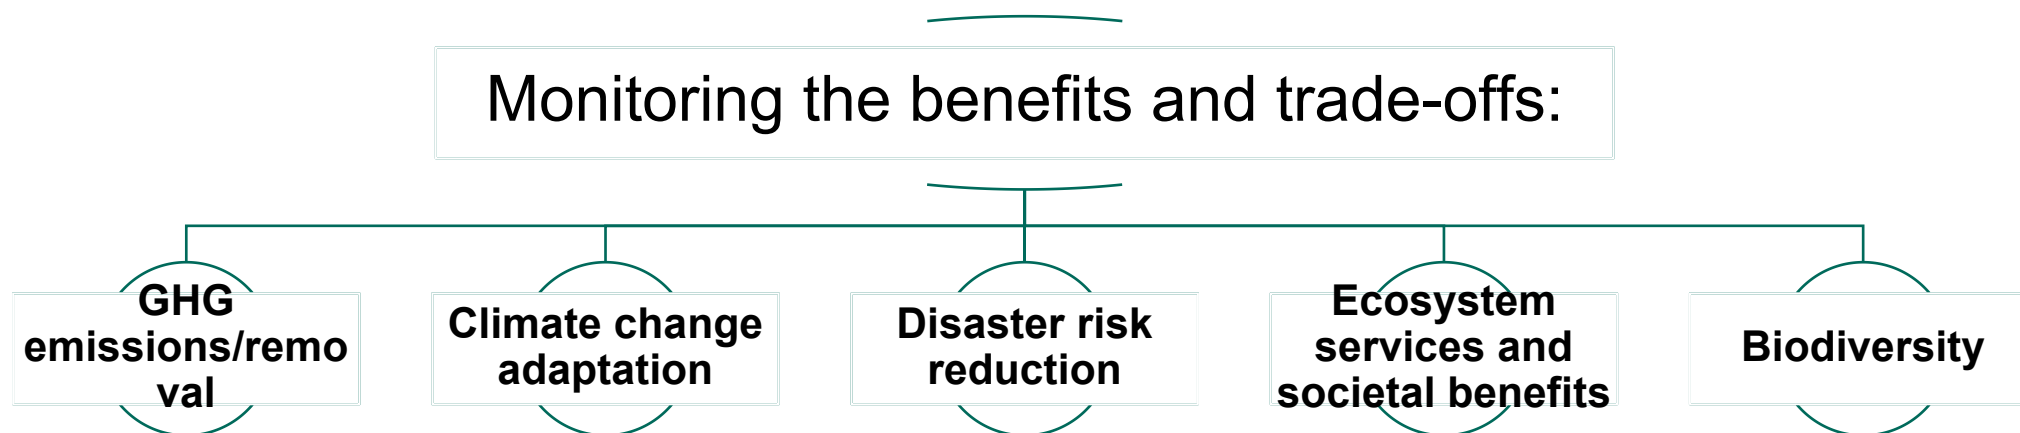 Monitoring the benefits and trade-offs:
GHG
emissions/remo
val
Climate change
adaptation
Disaster risk
reduction
Ecosystem
services and
societal benefits
Biodiversity